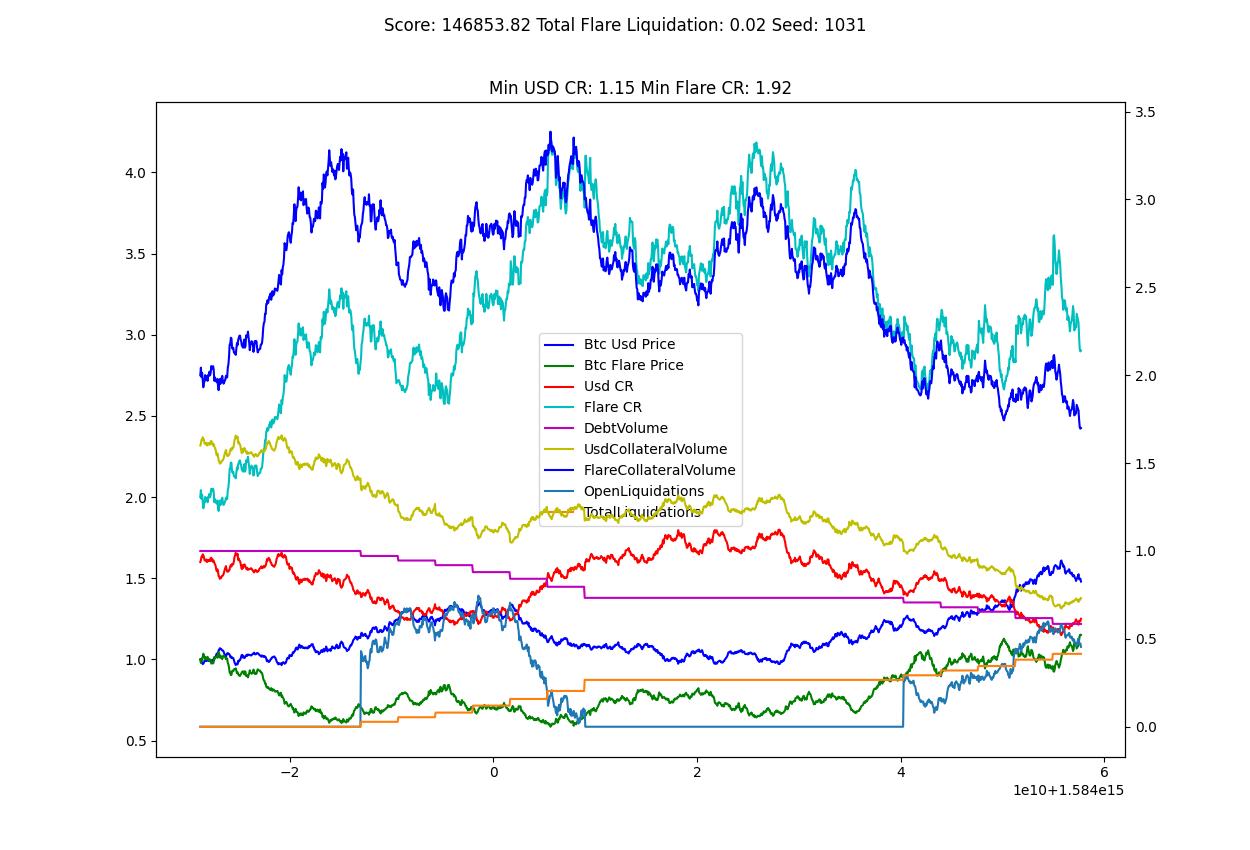 Score: 146853.82 Total Flare Liquidation: 0.02 Seed: 1031
Min USD CR: 1.15 Min Flare CR: 1.92
4.0
3.5
3.0
2.5
2.0
1.5
1.0
0.5
Btc Usd Price
Btc Flare Price
Usd CR
Flare CR
DebtVolume
UsdCollateralVolume
FlareCollateralVolume
OpenLiquidations
TotalLiquidations
3.5
3.0
2.5
2.0
1.5
1.0
0.5
0.0
−2 0 2 4 6
1e10+1.584e15